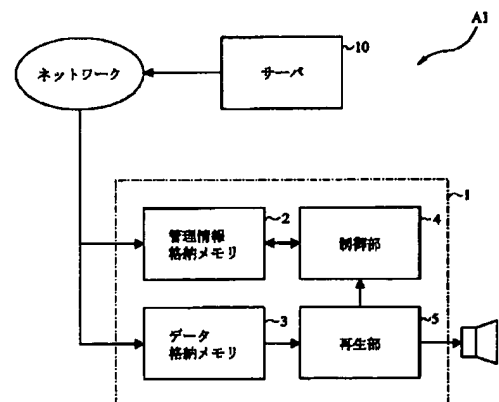 A1
ネットワーク
サーバ
10
1
管理情報
格納メモリ
2
制御部
4
データ
格納メモリ
3
再生部
5